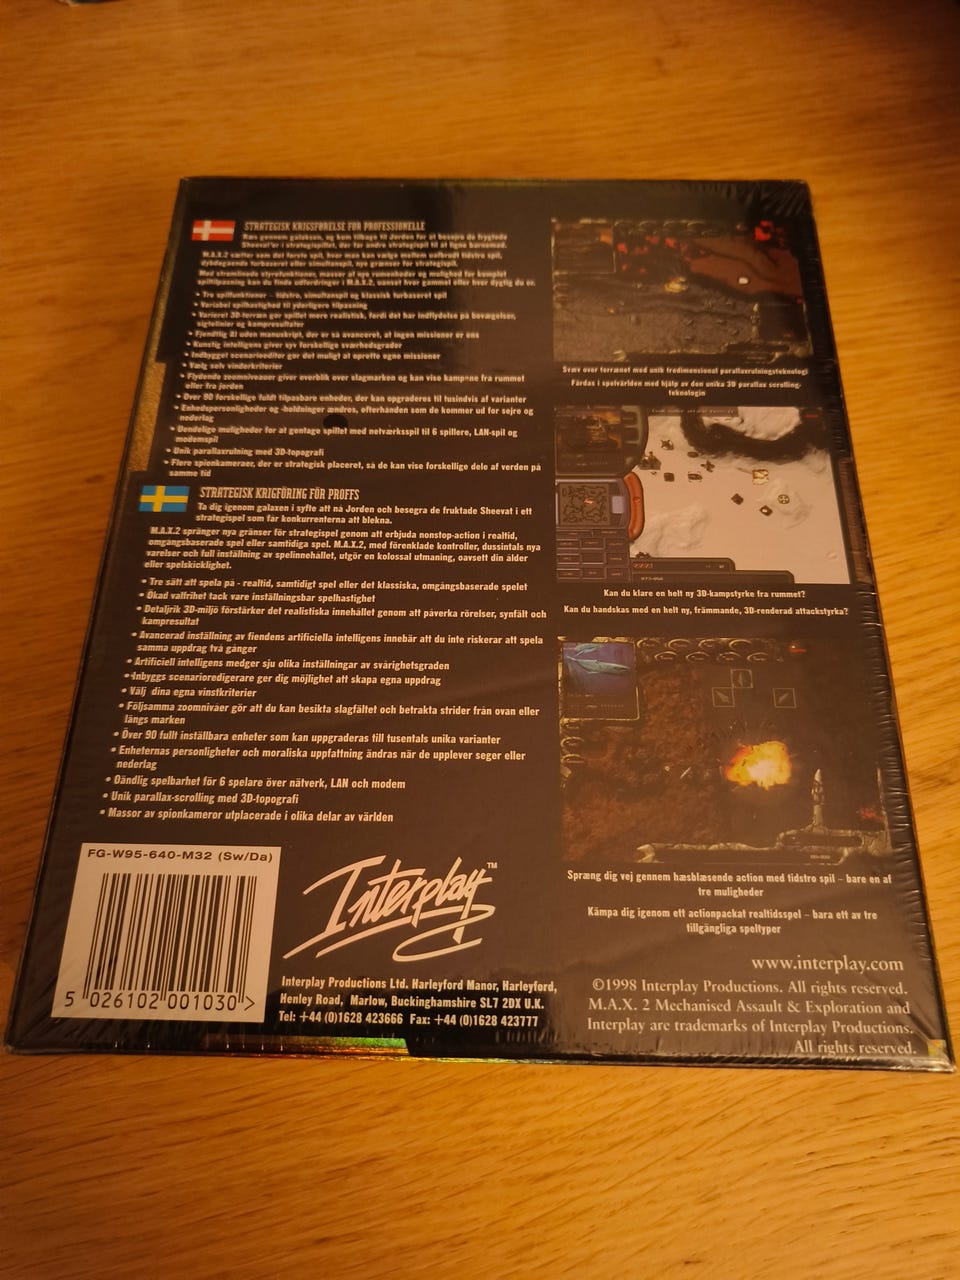 STRATEGISK KRIGSFØRELSE FOR PROFESSIONELLE
Ræs gennem galaksen, og kom tilbage til Jorden for at besejre de frygtede
Sheevat'er i strategispillet, der får andre strategispil til at ligne barnemad.
M.A.X.2 sætter som det første spil, hvor man kan vælge mellem uafbrudt tidstro spil,
dybdegående turbaseret eller simultanspil, nye grænser for strategispil.
Med strømlinede styrefunktioner, masser af nye rumenheder og mulighed for komplet
spiltilpasning kan du finde udfordringer i M.A.X.2, uanset hvor gammel eller hvor dygtig du er.
• Tre spilfunktioner – tidstro, simultanspil og klassisk turbaseret spil
• Variabel spilhastighed til yderligere tilpasning
• Varieret 3D-terræn gør spillet mere realistisk, fordi det har indflydelse på bevægelser,
sigtelinier og kampresultater
• Fjendtlig AI uden manuskript, der er så avanceret, at ingen missioner er ens
• Kunstig intelligens giver syv forskellige sværhedsgrader
• Indbygget scenarioeditor gør det muligt at oprette egne missioner
• Vælg selv vinderkriterier
• Flydende zoomniveauer giver overblik over slagmarken og kan vise kampene fra rummet
eller fra jorden
• Over 90 forskellige fuldt tilpasbare enheder, der kan opgraderes til tusindvis af varianter
• Enhedspersonligheder og -holdninger ændres, efterhånden som de kommer ud for sejre og
nederlag
• Uendelige muligheder for at gentage spillet med netværksspil til 6 spillere, LAN-spil og
modemspil
• Unik parallaxrulning med 3D-topografi
• Flere spionkameraer, der er strategisk placeret, så de kan vise forskellige dele af verden på
samme tid
STRATEGISK KRIGFÖRING FÖR PROFFS
Ta dig igenom galaxen i syfte att nå Jorden och besegra de fruktade Sheevat i ett
strategispel som får konkurrenterna att blekna.
M.A.X.2 spränger nya gränser för strategispel genom att erbjuda nonstop-action i realtid,
omgångsbaserade spel eller samtidiga spel. M.A.X.2, med förenklade kontroller, dussintals nya
varelser och full inställning av spelinnehållet, utgör en kolossal utmaning, oavsett din ålder
eller spelskicklighet.
• Tre sätt att spela på - realtid, samtidigt spel eller det klassiska, omgångsbaserade spelet
• Ökad valfrihet tack vare inställningsbar spelhastighet
• Detaljrik 3D-miljö förstärker det realistiska innehållet genom att påverka rörelser, synfält och
kampresultat
• Avancerad inställning av fiendens artificiella intelligens innebär att du inte riskerar att spela
samma uppdrag två gånger
• Artificiell intelligens medger sju olika inställningar av svårighetsgraden
• Inbyggs scenarioredigerare ger dig möjlighet att skapa egna uppdrag
• Välj dina egna vinstkriterier
• Följsamma zoomnivåer gör att du kan besikta slagfältet och betrakta strider från ovan eller
längs marken
• Över 90 fullt inställbara enheter som kan uppgraderas till tusentals unika varianter
• Enheternas personligheter och moraliska uppfattning ändras när de upplever seger eller
nederlag
• Oändlig spelbarhet för 6 spelare över nätverk, LAN och modem
• Unik parallax-scrolling med 3D-topografi
• Massor av spionkameror utplacerade i olika delar av världen
Svæv over terrænet med unik tredimensional parallaxrulningsteknologi
Färdas i spelvärlden med hjälp av den unika 3D parallax scrolling-
teknologin
Kan du klare en helt ny 3D-kampstyrke fra rummet?
Kan du handskas med en helt ny, främmande, 3D-renderad attackstyrka?
Spræng dig vej gennem hæsblæsende action med tidstro spil – bare en af
tre muligheder
Kämpa dig igenom ett actionpackat realtidsspel – bara ett av tre
tillgängliga speltyper
FG-W95-640-M32 (Sw/Da)
5 026102 001030 >
Interplay™
Interplay Productions Ltd. Harleyford Manor, Harleyford,
Henley Road, Marlow, Buckinghamshire SL7 2DX U.K.
Tel: +44 (0)1628 423666 Fax: +44 (0)1628 423777
www.interplay.com
©1998 Interplay Productions. All rights reserved.
M.A.X. 2 Mechanised Assault & Exploration and
Interplay are trademarks of Interplay Productions.
All rights reserved.